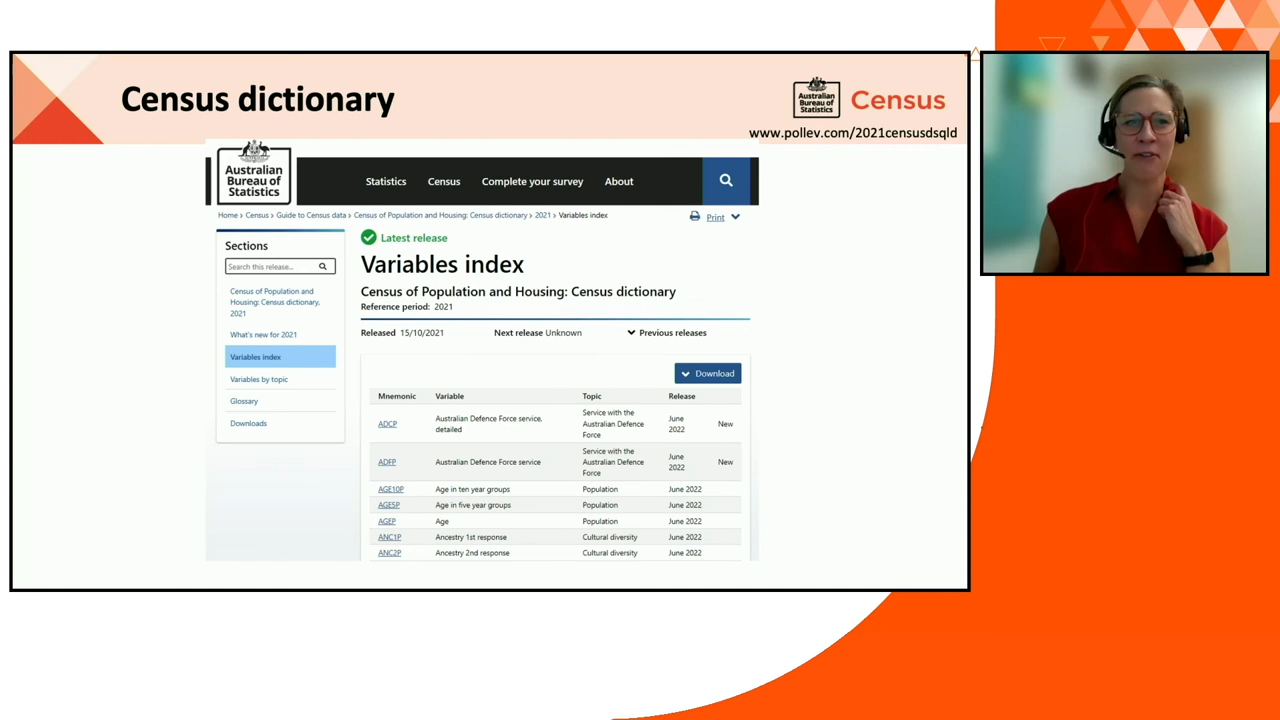 Census dictionary
Australian
Bureau of
Statistics
Census
www.pollev.com/2021censusdsqld
Australian
Bureau of
Statistics
Statistics
Census
Complete your survey
About
Home › Census › Guide to Census data › Census of Population and Housing: Census dictionary › 2021 › Variables index
Print
Sections
Search this release...
Census of Population
and Housing:
Census dictionary,
2021
What's new for 2021
Variables index
Variables by topic
Glossary
Downloads
Latest release
Variables index
Census of Population and Housing: Census dictionary
Reference period: 2021
Released 15/10/2021 Next release Unknown Previous releases
Download
Mnemonic Variable Topic Release
ADCP Australian Defence Force service, detailed Service with the Australian Defence Force June 2022 New
ADFP Australian Defence Force service Service with the Australian Defence Force June 2022 New
AGE10P Age in ten year groups Population June 2022
AGE5P Age in five year groups Population June 2022
AGEP Age Population June 2022
ANC1P Ancestry 1st response Cultural diversity June 2022
ANC2P Ancestry 2nd response Cultural diversity June 2022